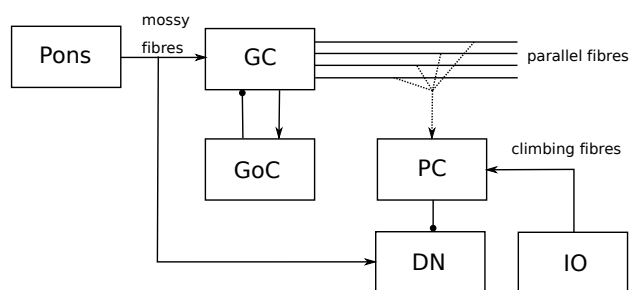 mossy
fibres
Pons
GC
parallel fibres
GoC
PC
climbing fibres
DN
IO